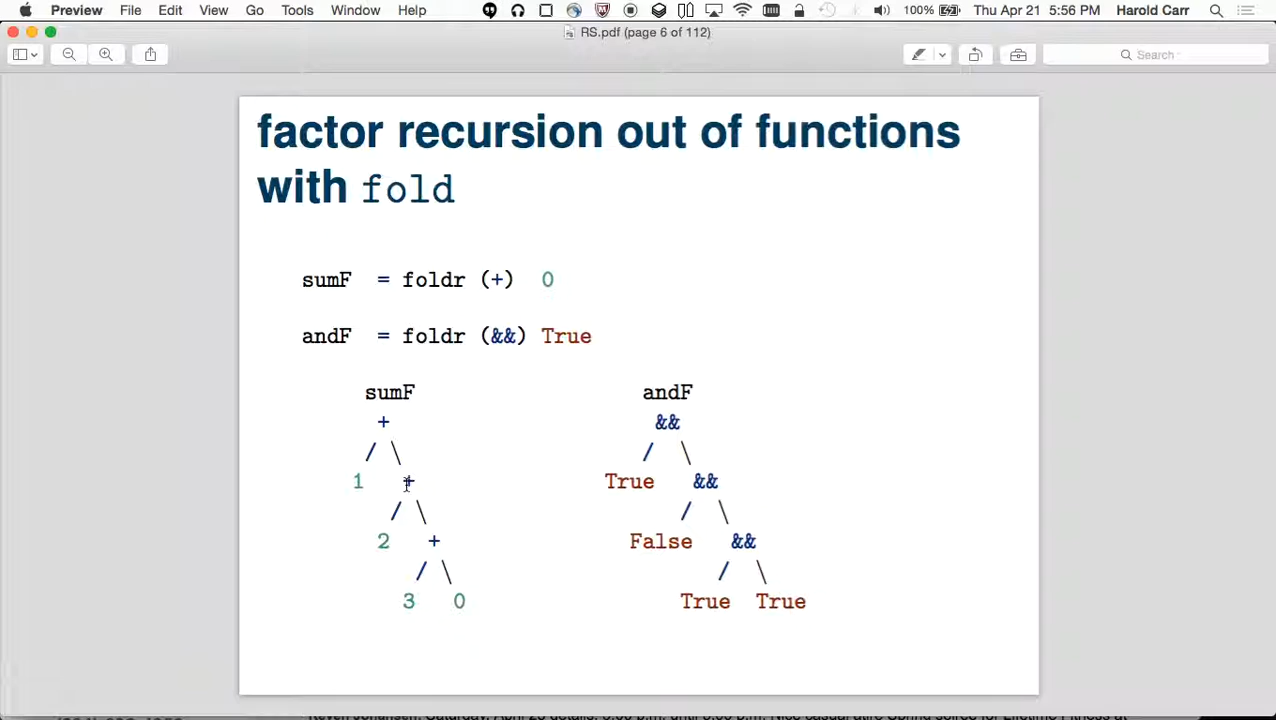 Preview File Edit View Go Tools Window Help 100% Thu Apr 21 5:56 PM Harold Carr
RS.pdf (page 6 of 112)
Search
factor recursion out of functions
with fold
sumF = foldr (+) 0
andF = foldr (&&) True
sumF andF
+ &&
/ \ / \
1 + True &&
/ \ / \
2 + False &&
/ \ / \
3 0 True True